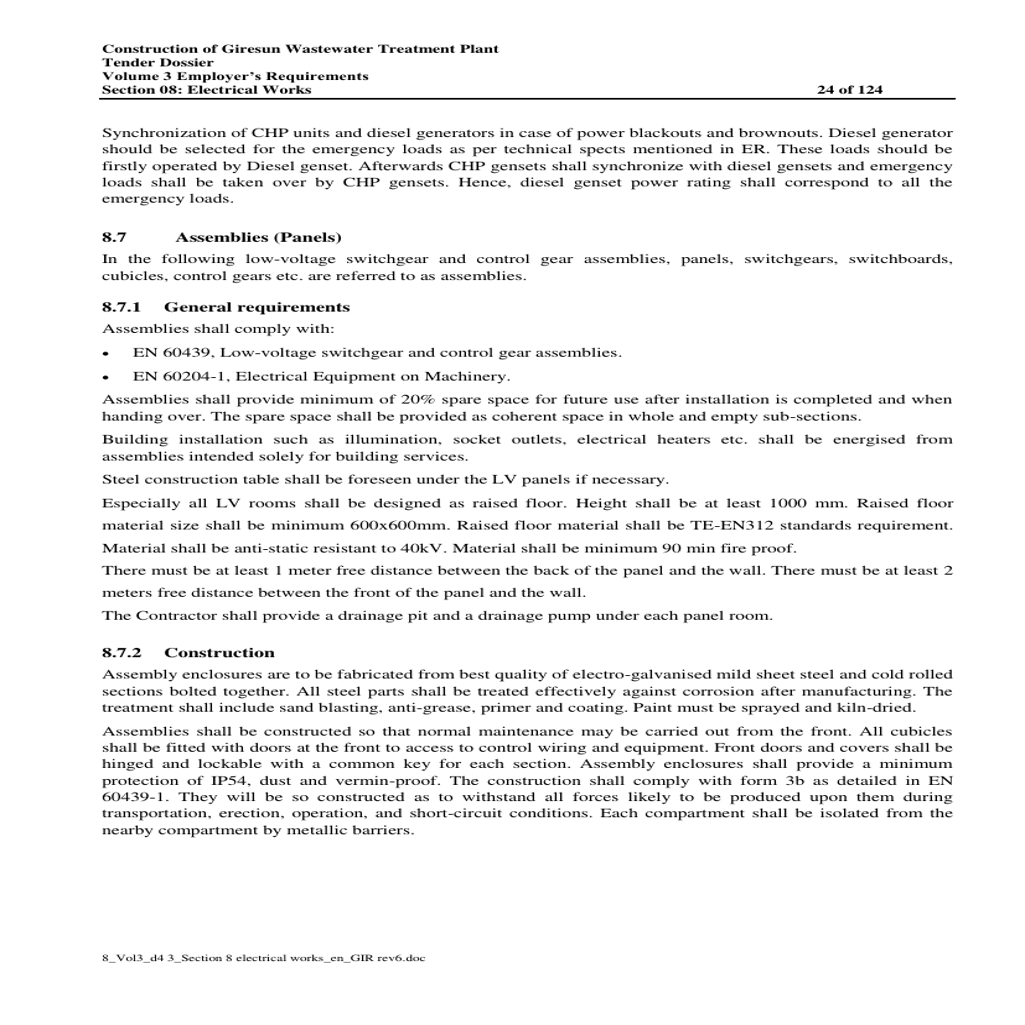 Construction of Giresun Wastewater Treatment Plant
Tender Dossier
Volume 3 Employer's Requirements
Section 08: Electrical Works 24 of 124
Synchronization of CHP units and diesel generators in case of power blackouts and brownouts. Diesel generator
should be selected for the emergency loads as per technical spects mentioned in ER. These loads should be
firstly operated by Diesel genset. Afterwards CHP gensets shall synchronize with diesel gensets and emergency
loads shall be taken over by CHP gensets. Hence, diesel genset power rating shall correspond to all the
emergency loads.
8.7 Assemblies (Panels)
In the following low-voltage switchgear and control gear assemblies, panels, switchgears, switchboards,
cubicles, control gears etc. are referred to as assemblies.
8.7.1 General requirements
Assemblies shall comply with:
• EN 60439, Low-voltage switchgear and control gear assemblies.
• EN 60204-1, Electrical Equipment on Machinery.
Assemblies shall provide minimum of 20% spare space for future use after installation is completed and when
handing over. The spare space shall be provided as coherent space in whole and empty sub-sections.
Building installation such as illumination, socket outlets, electrical heaters etc. shall be energised from
assemblies intended solely for building services.
Steel construction table shall be foreseen under the LV panels if necessary.
Especially all LV rooms shall be designed as raised floor. Height shall be at least 1000 mm. Raised floor
material size shall be minimum 600x600mm. Raised floor material shall be TE-EN312 standards requirement.
Material shall be anti-static resistant to 40kV. Material shall be minimum 90 min fire proof.
There must be at least 1 meter free distance between the back of the panel and the wall. There must be at least 2
meters free distance between the front of the panel and the wall.
The Contractor shall provide a drainage pit and a drainage pump under each panel room.
8.7.2 Construction
Assembly enclosures are to be fabricated from best quality of electro-galvanised mild sheet steel and cold rolled
sections bolted together. All steel parts shall be treated effectively against corrosion after manufacturing. The
treatment shall include sand blasting, anti-grease, primer and coating. Paint must be sprayed and kiln-dried.
Assemblies shall be constructed so that normal maintenance may be carried out from the front. All cubicles
shall be fitted with doors at the front to access to control wiring and equipment. Front doors and covers shall be
hinged and lockable with a common key for each section. Assembly enclosures shall provide a minimum
protection of IP54, dust and vermin-proof. The construction shall comply with form 3b as detailed in EN
60439-1. They will be so constructed as to withstand all forces likely to be produced upon them during
transportation, erection, operation, and short-circuit conditions. Each compartment shall be isolated from the
nearby compartment by metallic barriers.
8_Vol3_d4 3_Section 8 electrical works_en_GIR rev6.doc